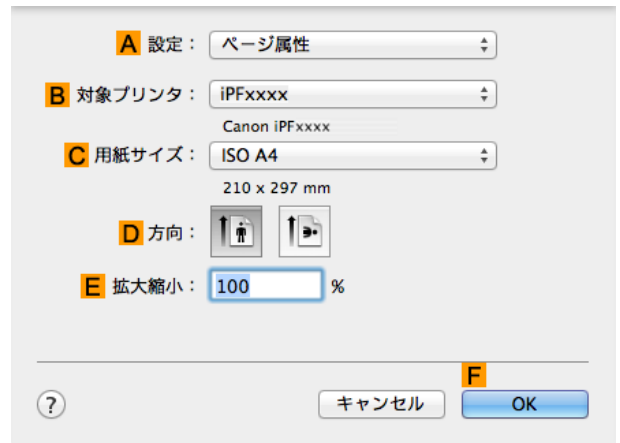 A 設定： ページ属性
B 対象プリンタ： iPFxxxx
Canon iPFxxxx
C 用紙サイズ： ISO A4
210 x 297 mm
D 方向：
E 拡大縮小： 100 %
F
? キャンセル OK